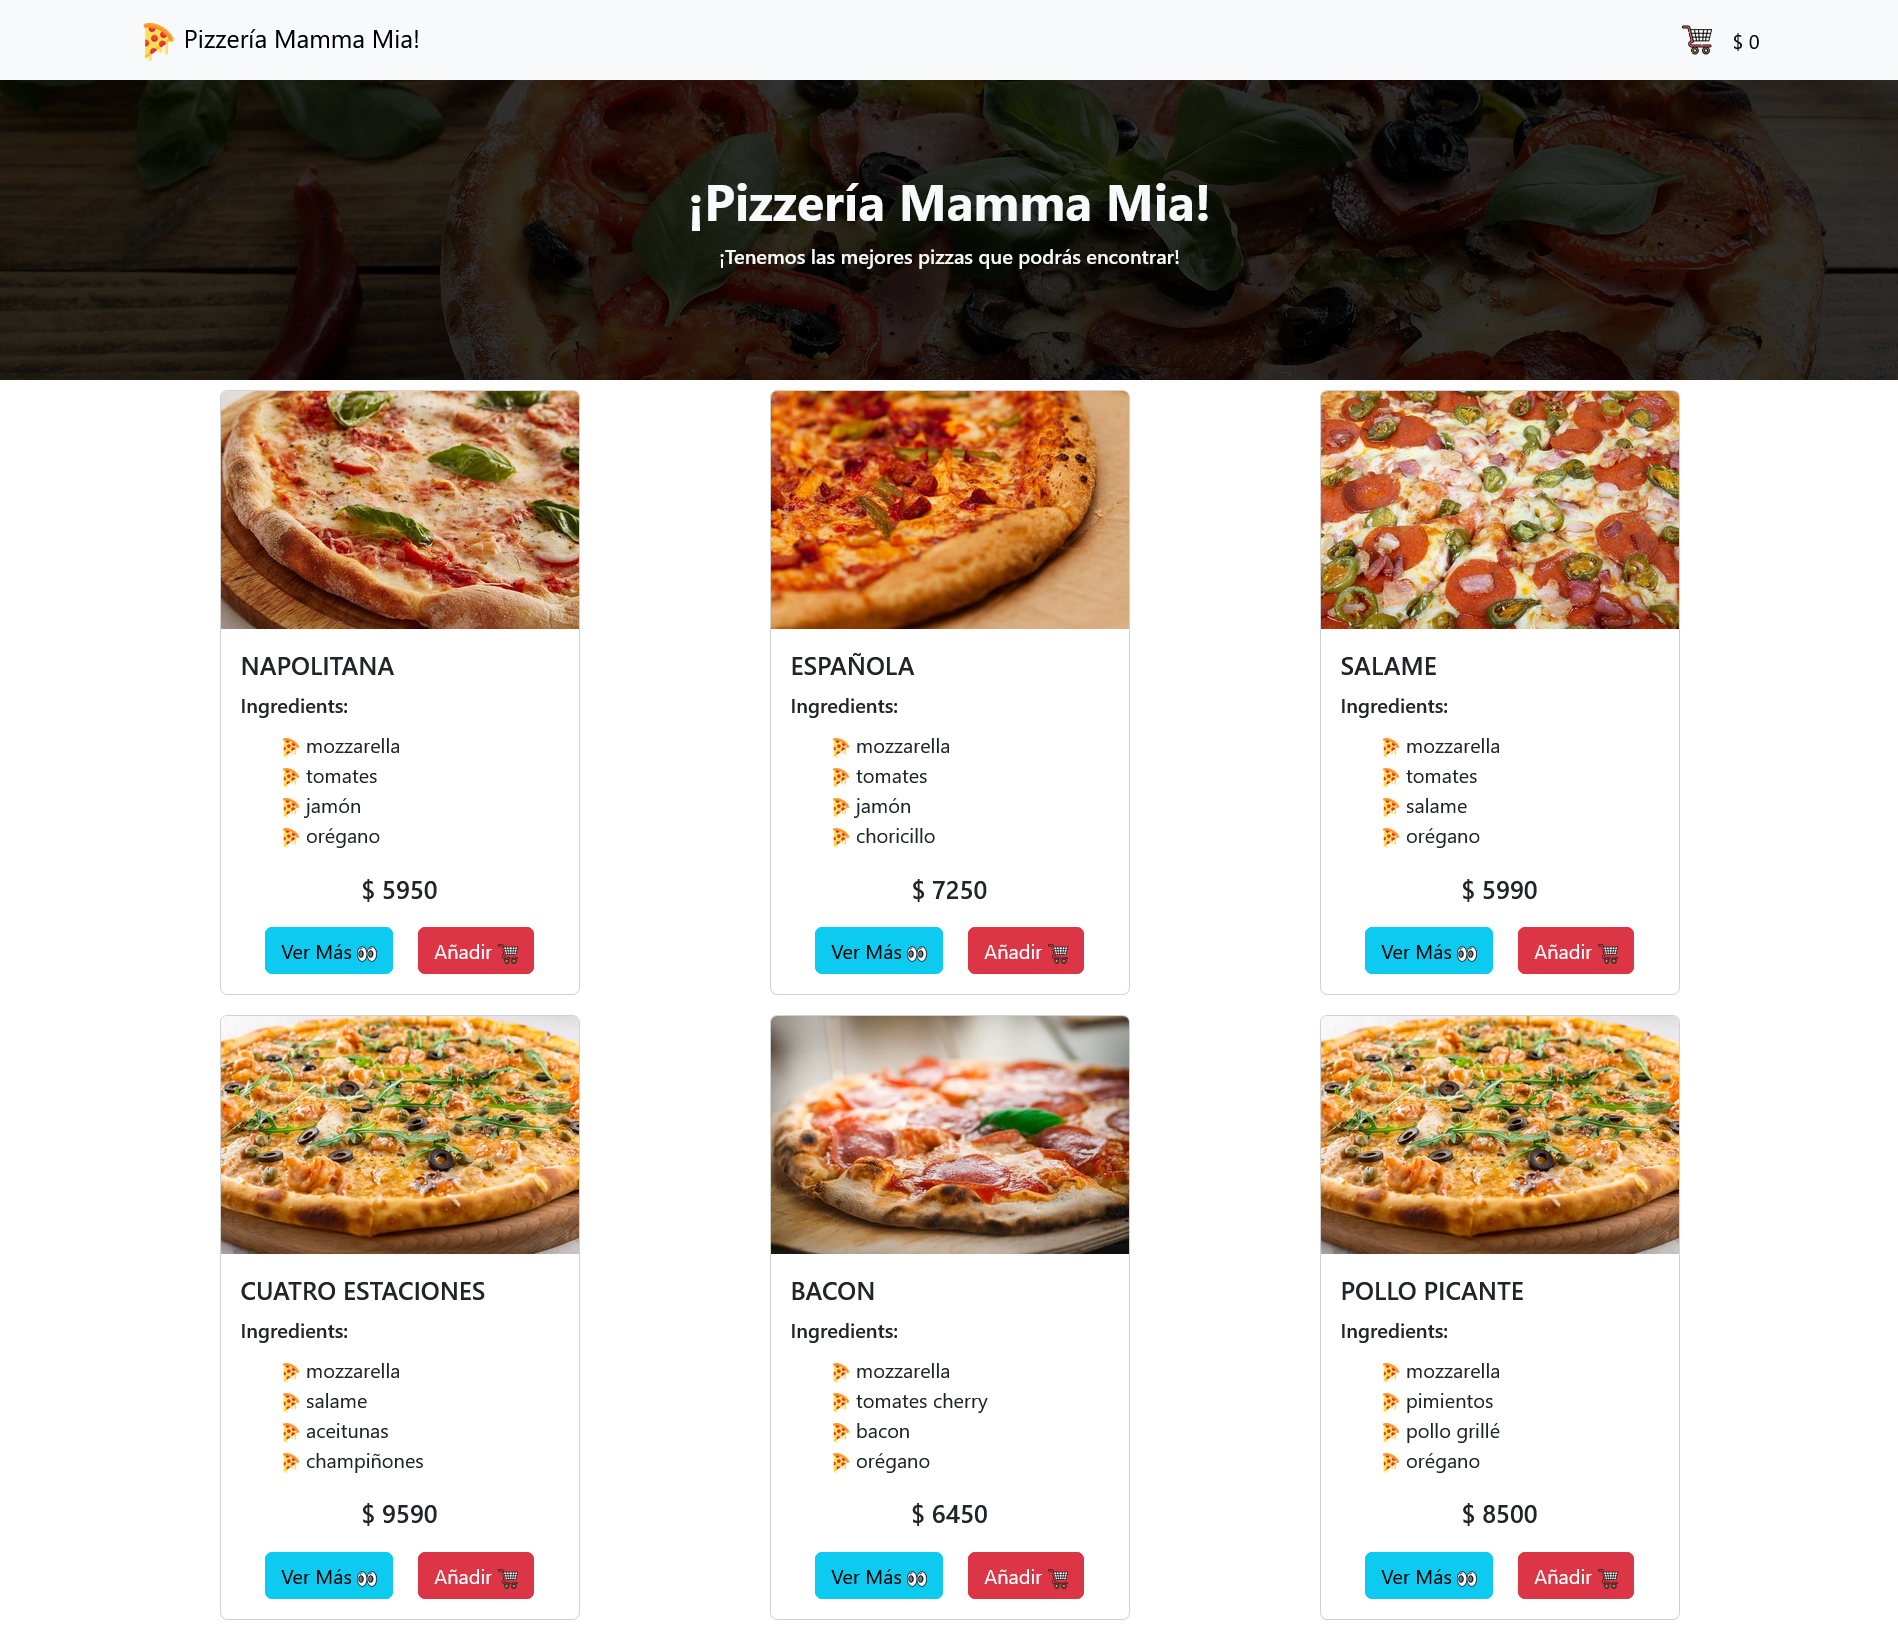 Pizzería Mamma Mia!
$ 0
¡Pizzería Mamma Mia!
¡Tenemos las mejores pizzas que podrás encontrar!
NAPOLITANA
Ingredients:
mozzarella
tomates
jamón
orégano
$ 5950
Ver Más
Añadir
ESPAÑOLA
Ingredients:
mozzarella
tomates
jamón
choricillo
$ 7250
Ver Más
Añadir
SALAME
Ingredients:
mozzarella
tomates
salame
orégano
$ 5990
Ver Más
Añadir
CUATRO ESTACIONES
Ingredients:
mozzarella
salame
aceitunas
champiñones
$ 9590
Ver Más
Añadir
BACON
Ingredients:
mozzarella
tomates cherry
bacon
orégano
$ 6450
Ver Más
Añadir
POLLO PICANTE
Ingredients:
mozzarella
pimientos
pollo grillé
orégano
$ 8500
Ver Más
Añadir